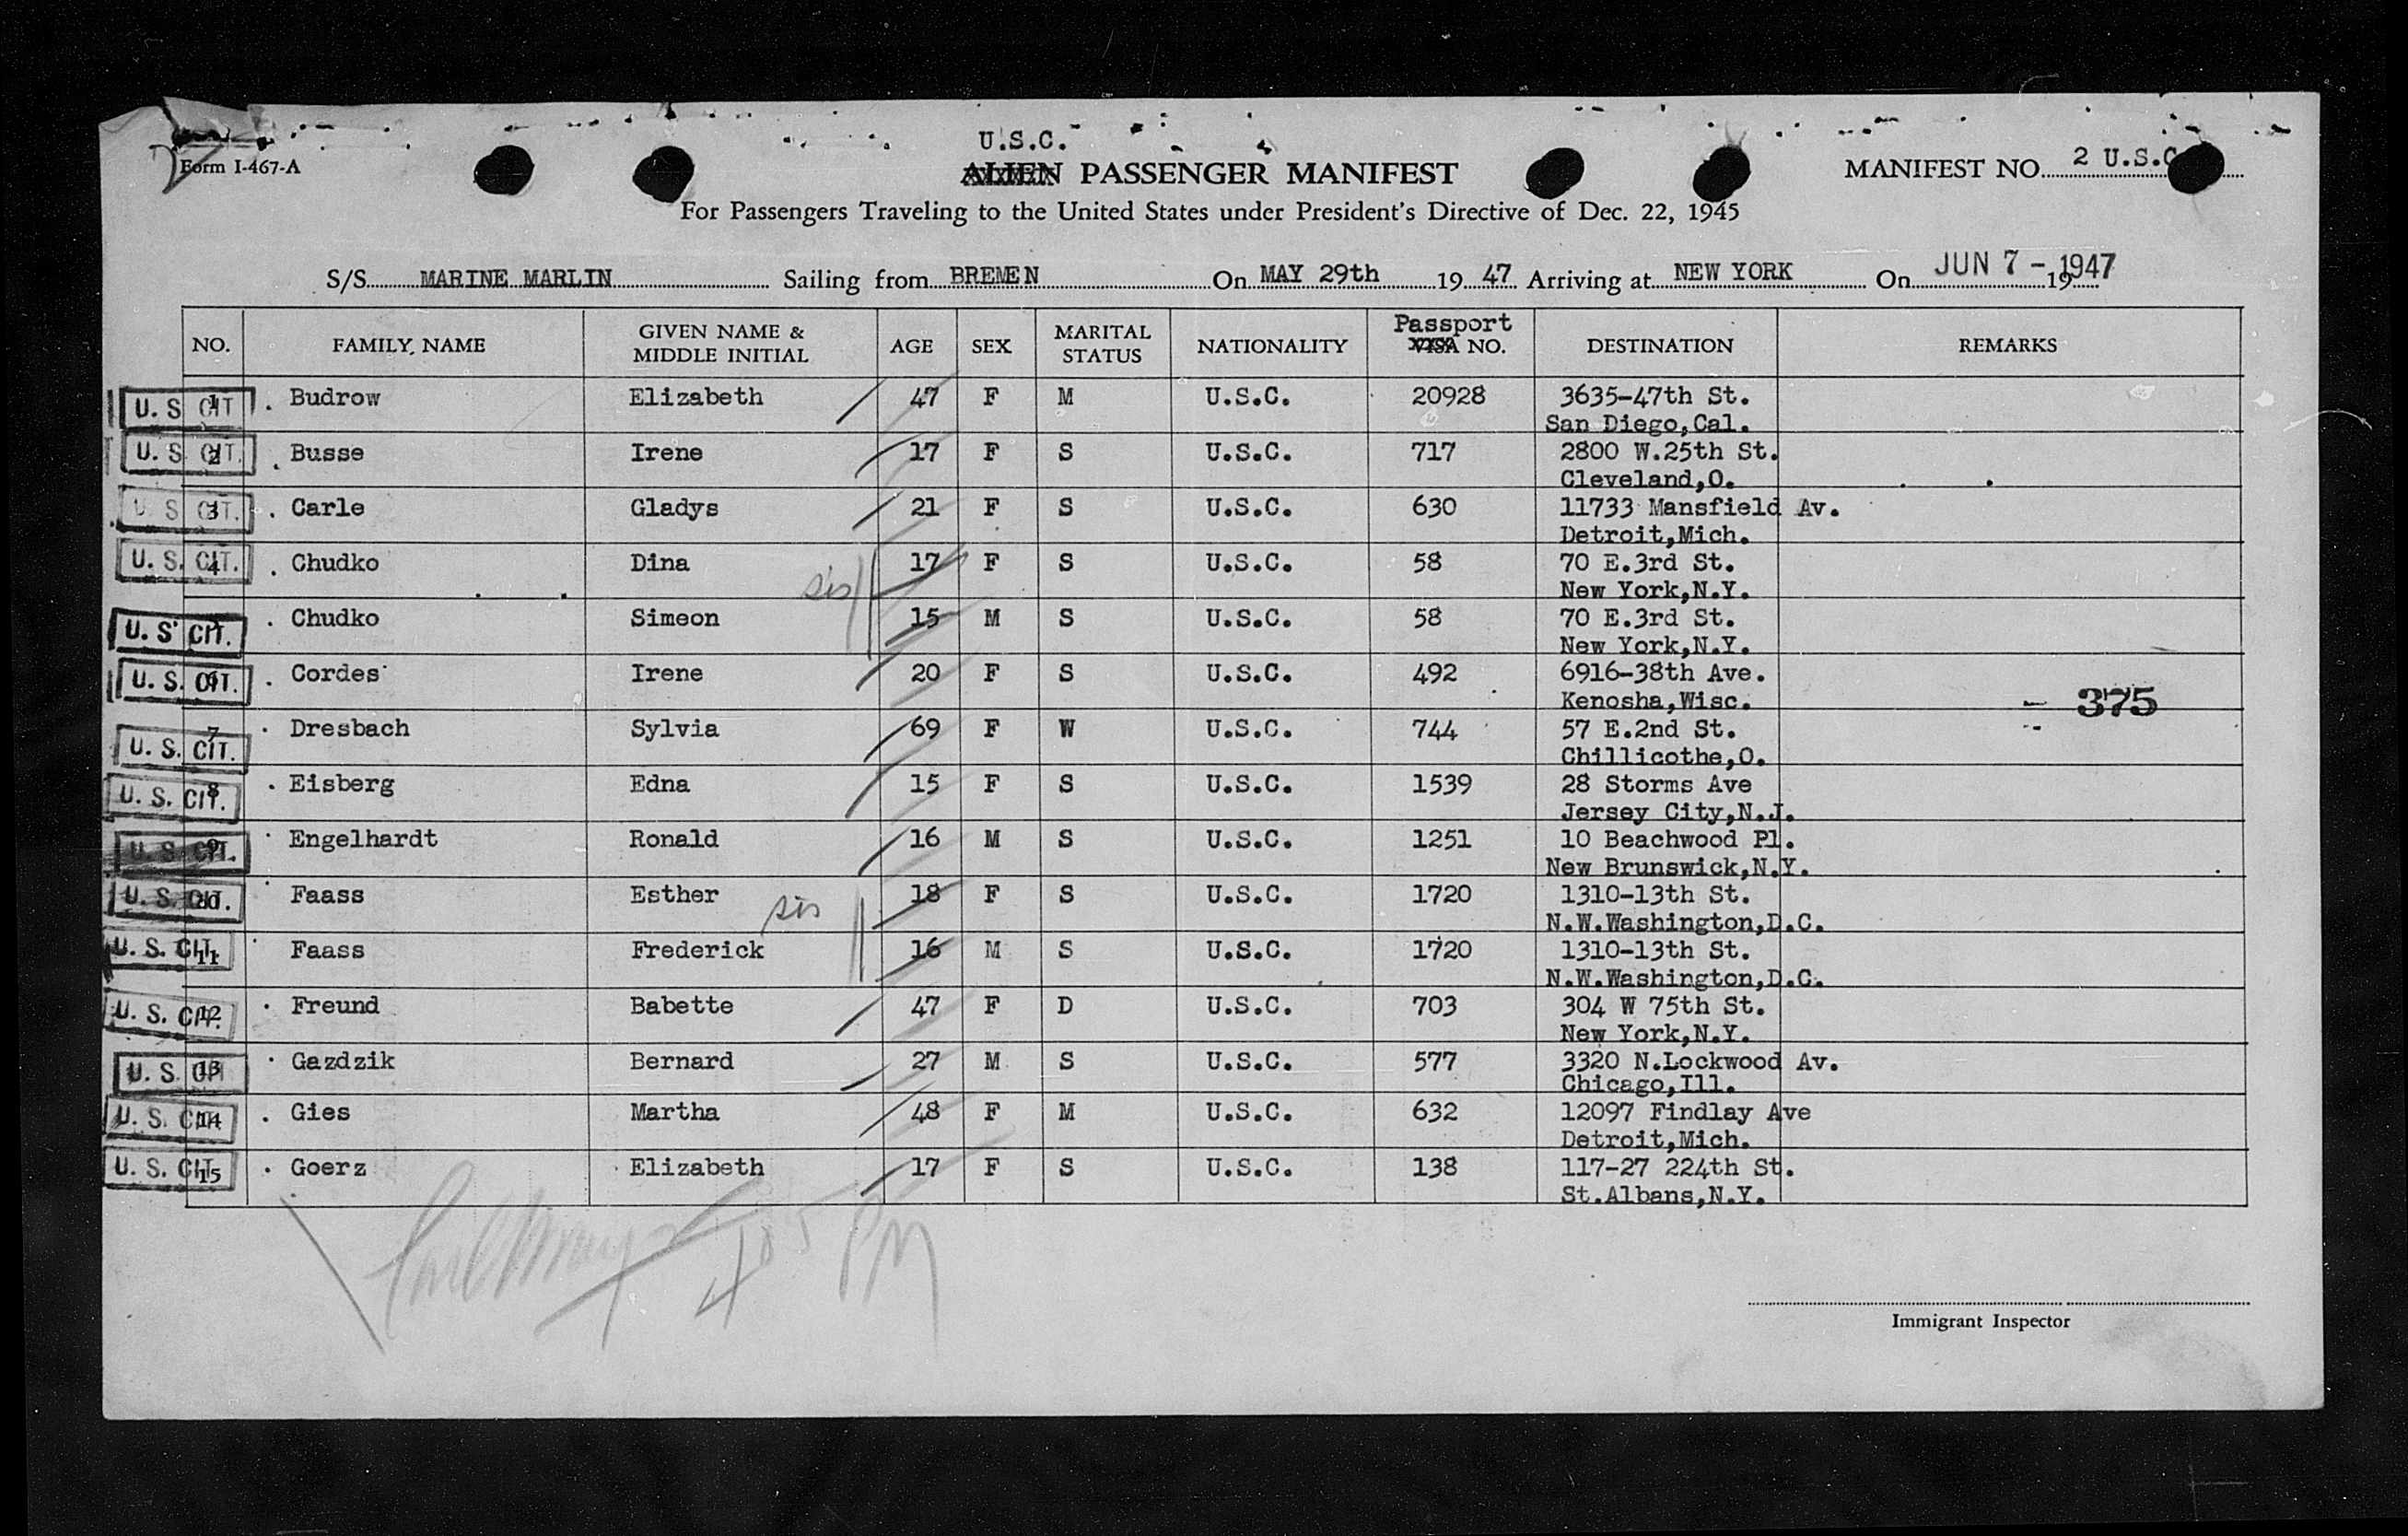 U.S.C.
Form I-467-A
ALIEN PASSENGER MANIFEST
MANIFEST NO. 2 U.S.C
For Passengers Traveling to the United States under President's Directive of Dec. 22, 1945
S/S MARINE MARLIN Sailing from BREMEN On MAY 29th 19 47 Arriving at NEW YORK On JUN 7 - 1947
NO. FAMILY NAME GIVEN NAME & MIDDLE INITIAL AGE SEX MARITAL STATUS NATIONALITY Passport VISA NO. DESTINATION REMARKS
U. S. CIT 1 . Budrow Elizabeth 47 F M U.S.C. 20928 3635-47th St.
San Diego,Cal.
U. S. CIT. 2 . Busse Irene 17 F S U.S.C. 717 2800 W.25th St.
Cleveland,O.
U. S. CIT. 3 . Carle Gladys 21 F S U.S.C. 630 11733 Mansfield Av.
Detroit,Mich.
U. S. CIT. 4 . Chudko Dina 17 F S U.S.C. 58 70 E.3rd St.
sis
New York,N.Y.
U. S. CIT. . Chudko Simeon 15 M S U.S.C. 58 70 E.3rd St.
New York,N.Y.
U. S. CIT. 6 . Cordes Irene 20 F S U.S.C. 492 6916-38th Ave.
Kenosha,Wisc.
375
U. S. CIT. 7 . Dresbach Sylvia 69 F W U.S.C. 744 57 E.2nd St.
Chillicothe,O.
U. S. CIT. 8 . Eisberg Edna 15 F S U.S.C. 1539 28 Storms Ave
Jersey City,N.J.
U. S. CIT. 9 . Engelhardt Ronald 16 M S U.S.C. 1251 10 Beachwood Pl.
New Brunswick,N.Y.
U. S. CIT. 10 . Faass Esther 18 F S U.S.C. 1720 1310-13th St.
sis
N.W.Washington,D.C.
U. S. CIT. 11 . Faass Frederick 16 M S U.S.C. 1720 1310-13th St.
N.W.Washington,D.C.
U. S. CIT. 12 . Freund Babette 47 F D U.S.C. 703 304 W 75th St.
New York,N.Y.
U. S. CIT 13 . Gazdzik Bernard 27 M S U.S.C. 577 3320 N.Lockwood Av.
Chicago,Ill.
U. S. CIT. 14 . Gies Martha 48 F M U.S.C. 632 12097 Findlay Ave
Detroit,Mich.
U. S. CIT. 15 . Goerz Elizabeth 17 F S U.S.C. 138 117-27 224th St.
St.Albans,N.Y.
405 PM
Immigrant Inspector